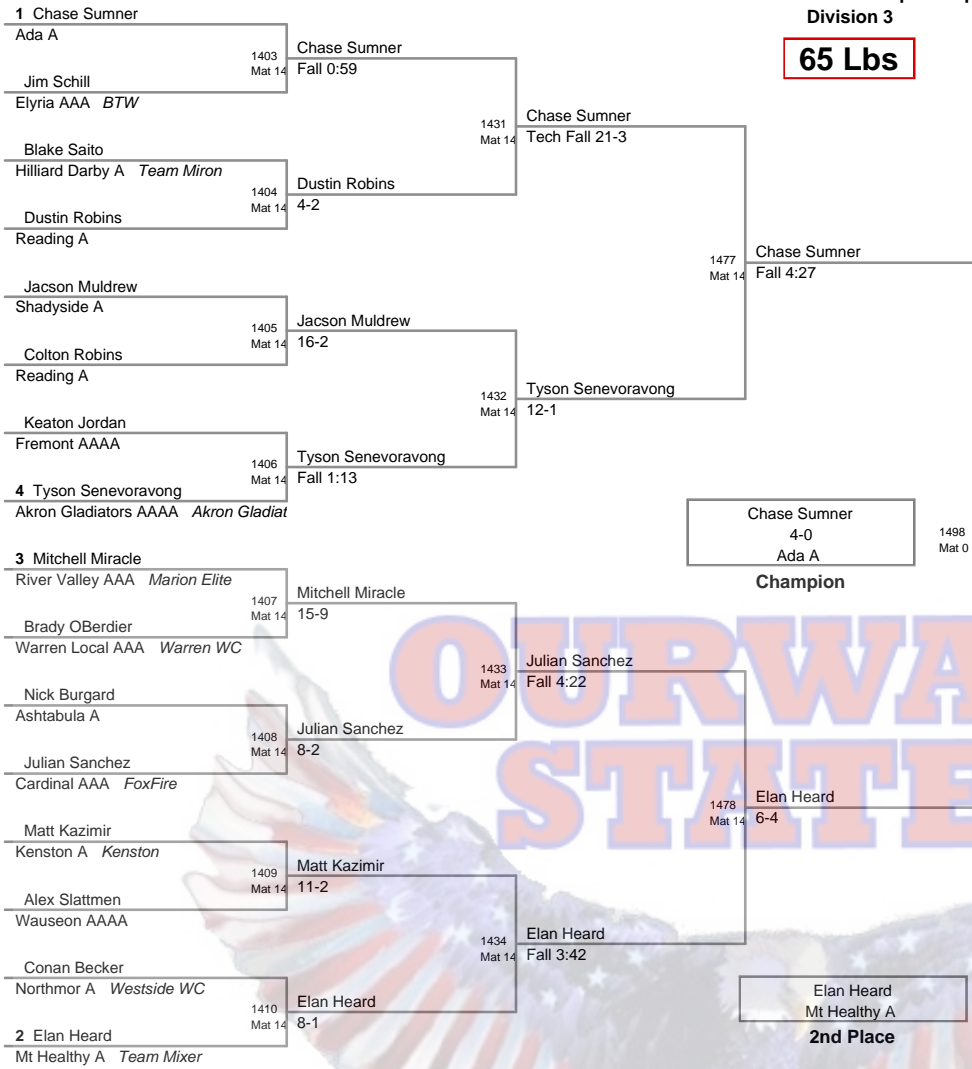 Division 3
65 Lbs
1 Chase Sumner
Ada A
1403
Mat 14
Chase Sumner
Fall 0:59
Jim Schill
Elyria AAA BTW
1431
Mat 14
Chase Sumner
Tech Fall 21-3
Blake Saito
Hilliard Darby A Team Miron
1404
Mat 14
Dustin Robins
4-2
Dustin Robins
Reading A
1477
Mat 14
Chase Sumner
Fall 4:27
Jacson Muldrew
Shadyside A
1405
Mat 14
Jacson Muldrew
16-2
Colton Robins
Reading A
1432
Mat 14
Tyson Senevoravong
12-1
Keaton Jordan
Fremont AAAA
1406
Mat 14
Tyson Senevoravong
Fall 1:13
4 Tyson Senevoravong
Akron Gladiators AAAA Akron Gladiat
Chase Sumner
4-0
Ada A
Champion
1498
Mat 0
3 Mitchell Miracle
River Valley AAA Marion Elite
1407
Mat 14
Mitchell Miracle
15-9
Brady OBerdier
Warren Local AAA Warren WC
1433
Mat 14
Julian Sanchez
Fall 4:22
Nick Burgard
Ashtabula A
1408
Mat 14
Julian Sanchez
8-2
Julian Sanchez
Cardinal AAA FoxFire
OURWA
STATE
1478
Mat 14
Elan Heard
6-4
Matt Kazimir
Kenston A Kenston
1409
Mat 14
Matt Kazimir
11-2
Alex Slattmen
Wauseon AAAA
1434
Mat 14
Elan Heard
Fall 3:42
Conan Becker
Northmor A Westside WC
1410
Mat 14
Elan Heard
8-1
2 Elan Heard
Mt Healthy A Team Mixer
Elan Heard
Mt Healthy A
2nd Place